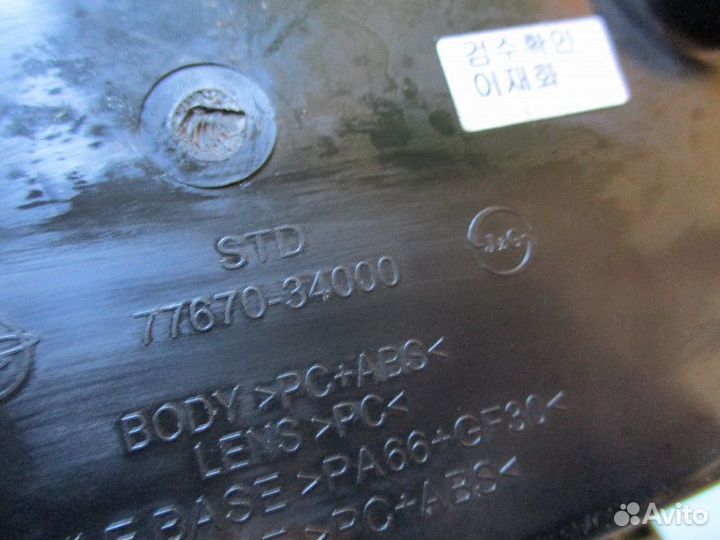 검수확인
이재화
STD
77670-34000
J&C
BODY >PC+ABS<
LENS >PC<
BASE >PA66+GF30<
>PC+ABS<
Avito